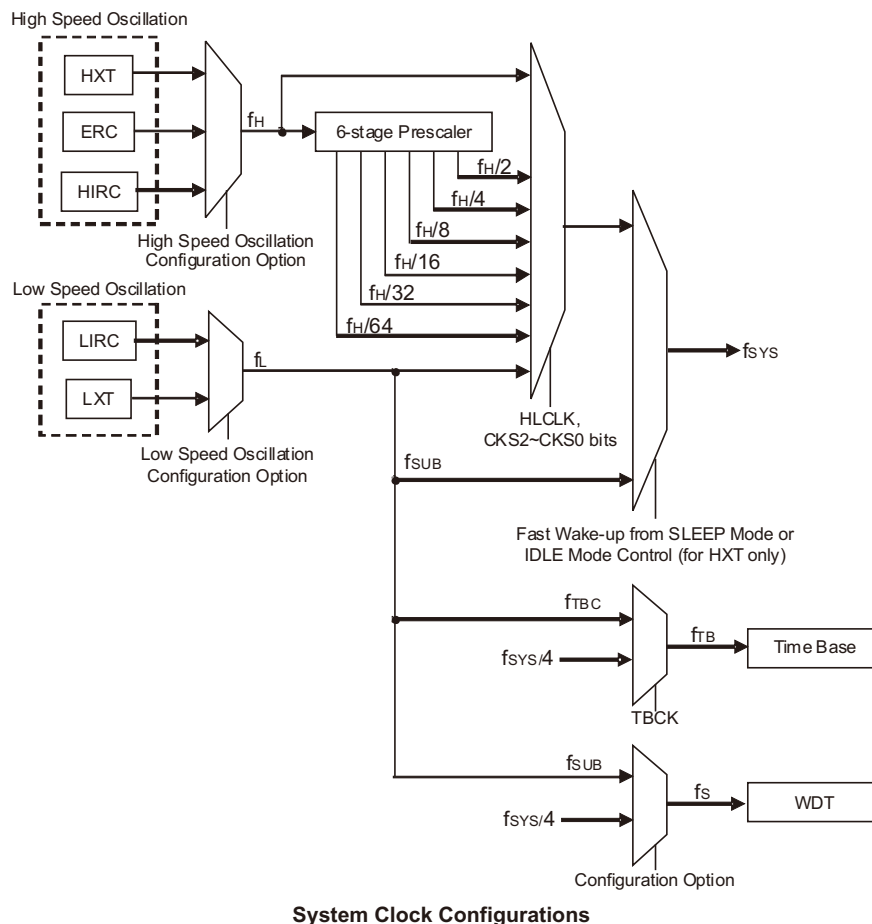 High Speed Oscillation
HXT
ERC
HIRC
fH
6-stage Prescaler
fH/2
fH/4
fH/8
fH/16
fH/32
fH/64
High Speed Oscillation
Configuration Option
Low Speed Oscillation
LIRC
LXT
fL
Low Speed Oscillation
Configuration Option
HLCLK,
CKS2~CKS0 bits
fSYS
fSUB
Fast Wake-up from SLEEP Mode or
IDLE Mode Control (for HXT only)
fTBC
fSYS/4
fTB
Time Base
TBCK
fSUB
fSYS/4
fS
WDT
Configuration Option
System Clock Configurations